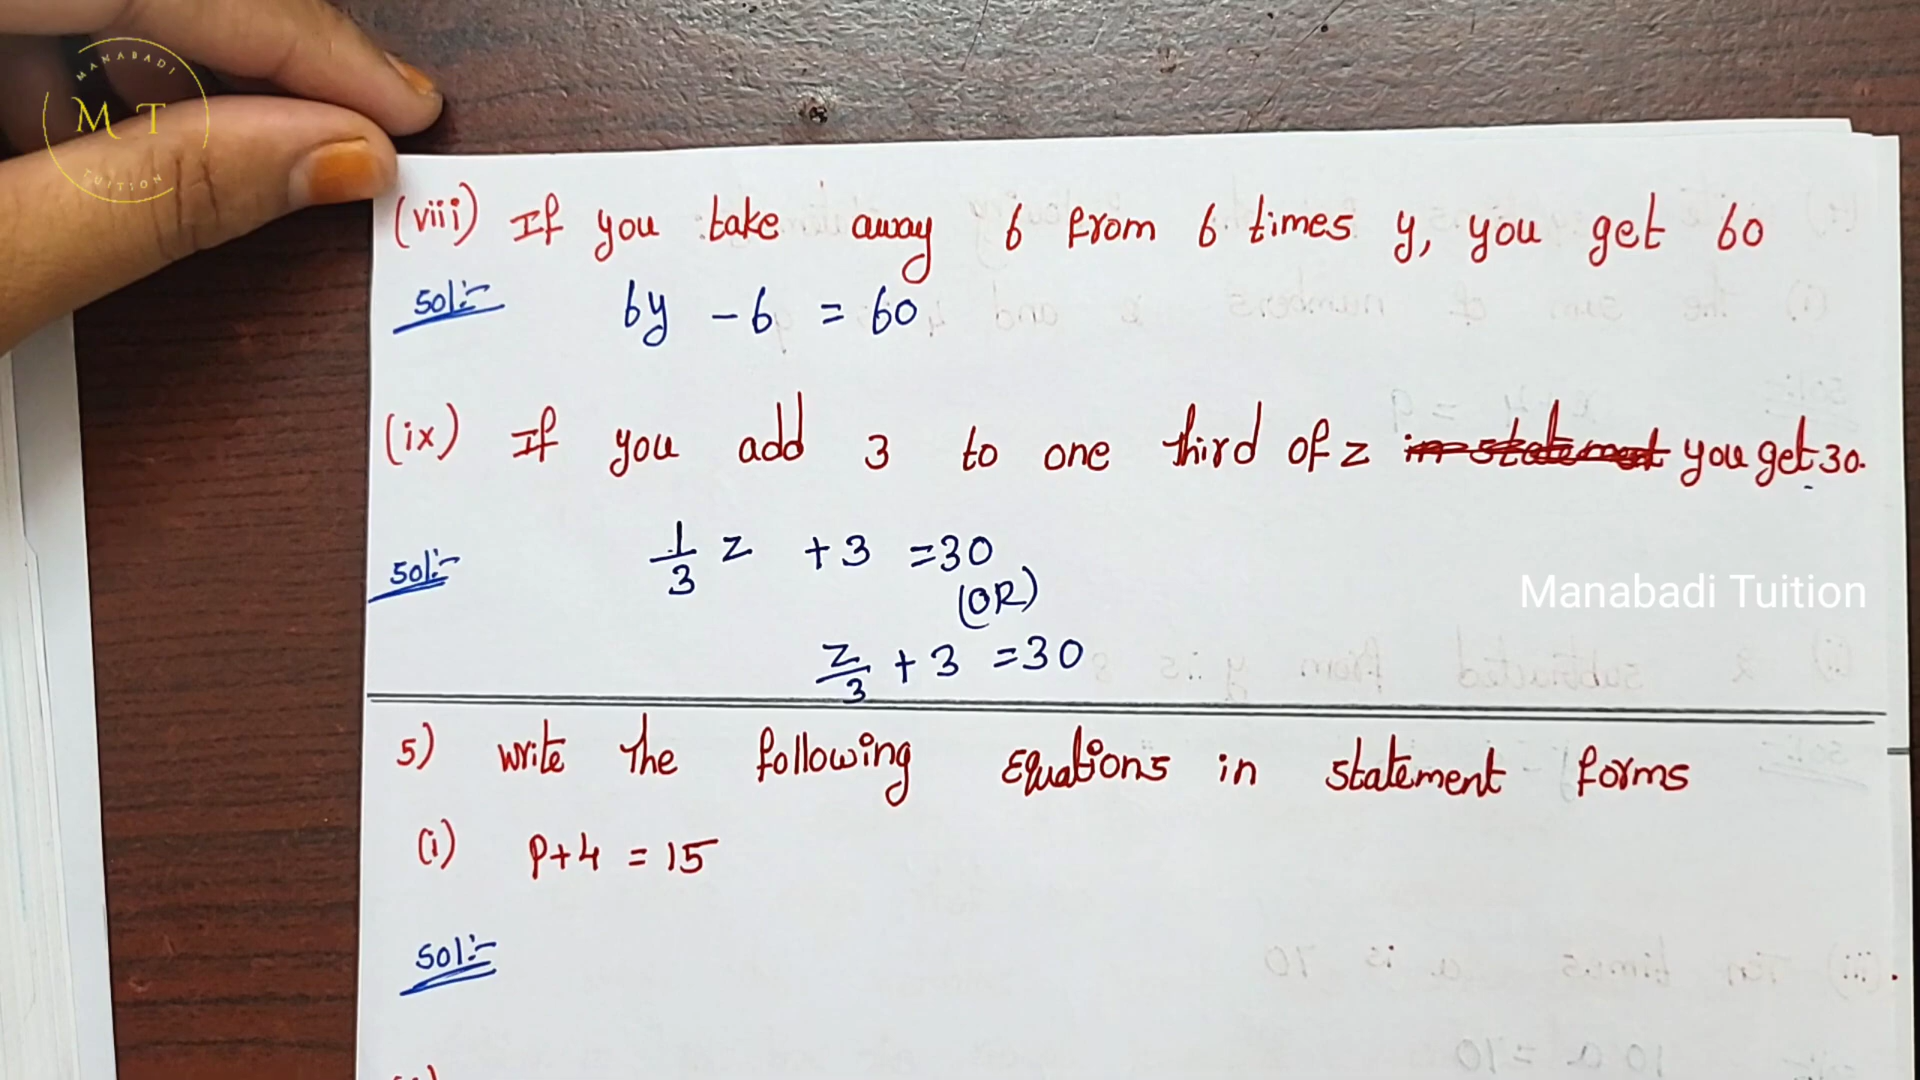 MANABADI
M T
TUITION
(viii) If you take away 6 from 6 times y, you get 60
Sol:- 6y - 6 = 60
(ix) If you add 3 to one third of z in statement you get 30.
Sol:- 1/3 z + 3 = 30
(OR)
z/3 + 3 = 30
Manabadi Tuition
5) write the following Equations in statement forms
(i) p+4 = 15
Sol:-